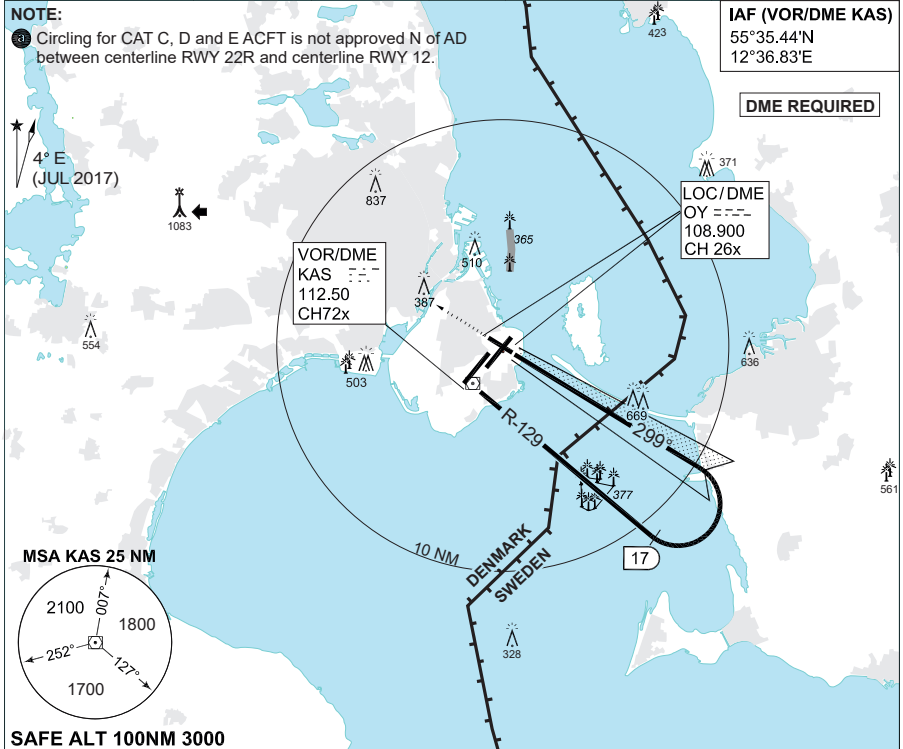 NOTE:
a Circling for CAT C, D and E ACFT is not approved N of AD
between centerline RWY 22R and centerline RWY 12.
IAF (VOR/DME KAS)
55°35.44'N
12°36.83'E
DME REQUIRED
423
4° E
(JUL 2017)
1083
837
371
LOC/DME
OY
108.900
CH 26x
510
365
VOR/DME
KAS
112.50
CH72x
387
554
503
636
669
R-129
299°
377
561
17
10 NM
DENMARK
SWEDEN
328
MSA KAS 25 NM
2100
007°
1800
252°
127°
1700
SAFE ALT 100NM 3000